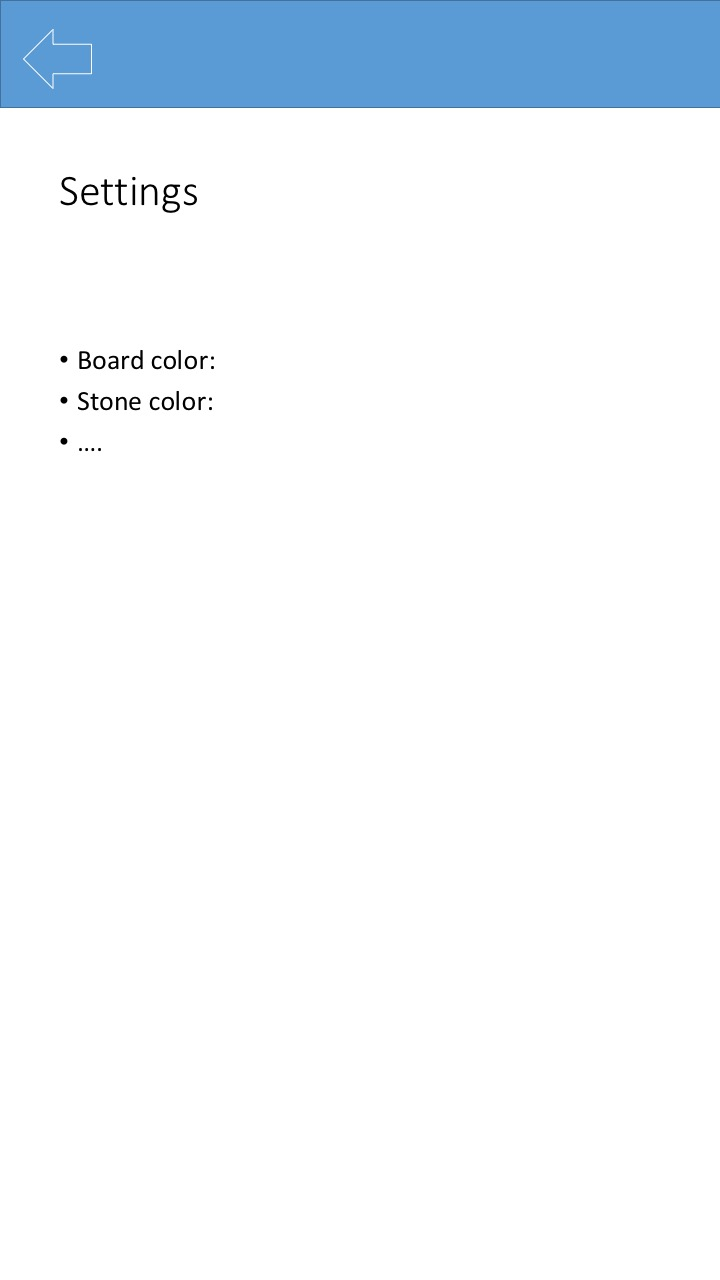 Settings
• Board color:
• Stone color:
• ....